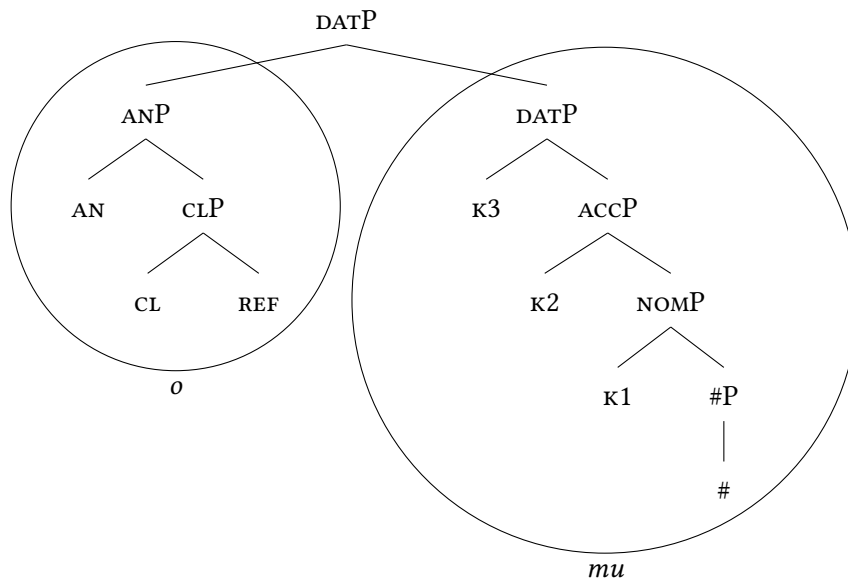 DATP
ANP DATP
AN CLP K3 ACCP
CL REF K2 NOMP
o
K1 #P
#
mu